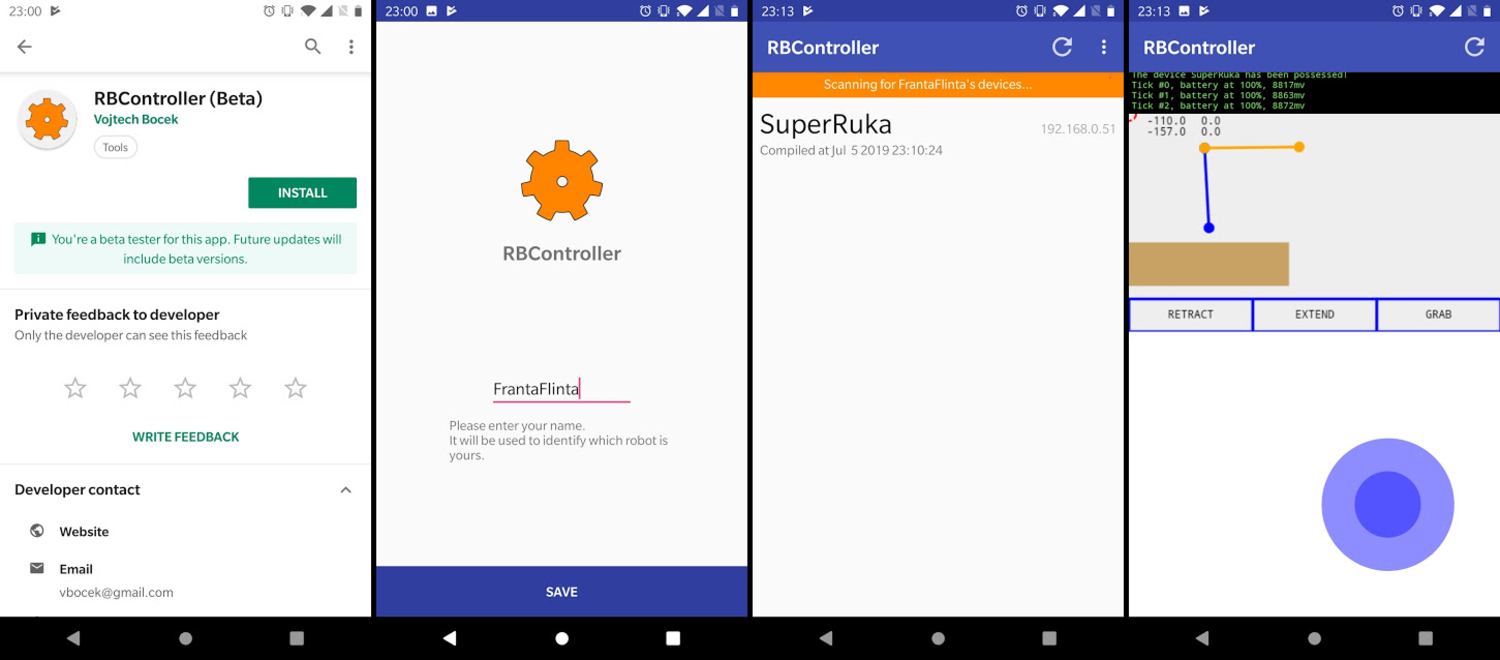 23:00
RBController (Beta)
Vojtech Bocek
Tools
INSTALL
You're a beta tester for this app. Future updates will
include beta versions.
Private feedback to developer
Only the developer can see this feedback
WRITE FEEDBACK
Developer contact
Website
Email
vbocek@gmail.com
23:00
RBController
FrantaFlinta
Please enter your name.
It will be used to identify which robot is
yours.
SAVE
23:13
RBController
Scanning for FrantaFlinta's devices...
SuperRuka
192.168.0.51
Compiled at Jul 5 2019 23:10:24
23:13
RBController
The device SuperRuka has been possessed!
Tick #0, battery at 100%, 8817mv
Tick #1, battery at 100%, 8863mv
Tick #2, battery at 100%, 8872mv
-110.0 0.0
-157.0 0.0
RETRACT EXTEND GRAB